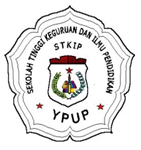 SEKOLAH TINGGI KEGURUAN DAN ILMU PENDIDIKAN
STKIP
YPUP